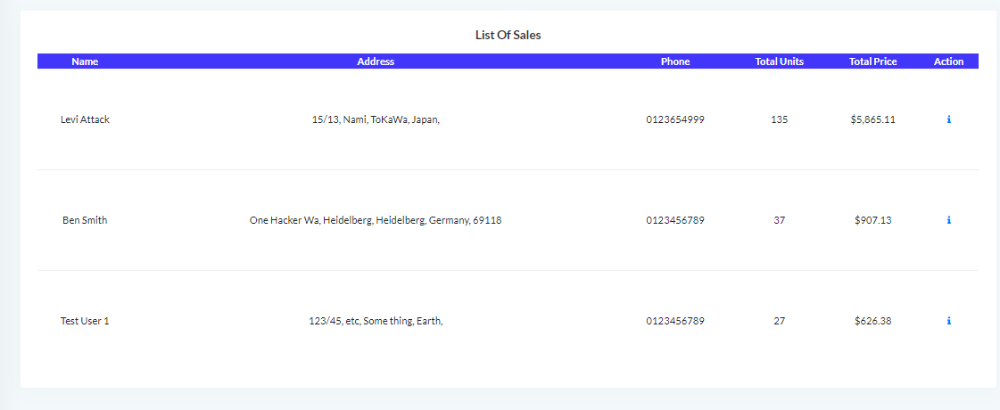 List Of Sales
Name Address Phone Total Units Total Price Action
Levi Attack 15/13, Nami, ToKaWa, Japan, 0123654999 135 $5,865.11
Ben Smith One Hacker Wa, Heidelberg, Heidelberg, Germany, 69118 0123456789 37 $907.13
Test User 1 123/45, etc, Some thing, Earth, 0123456789 27 $626.38